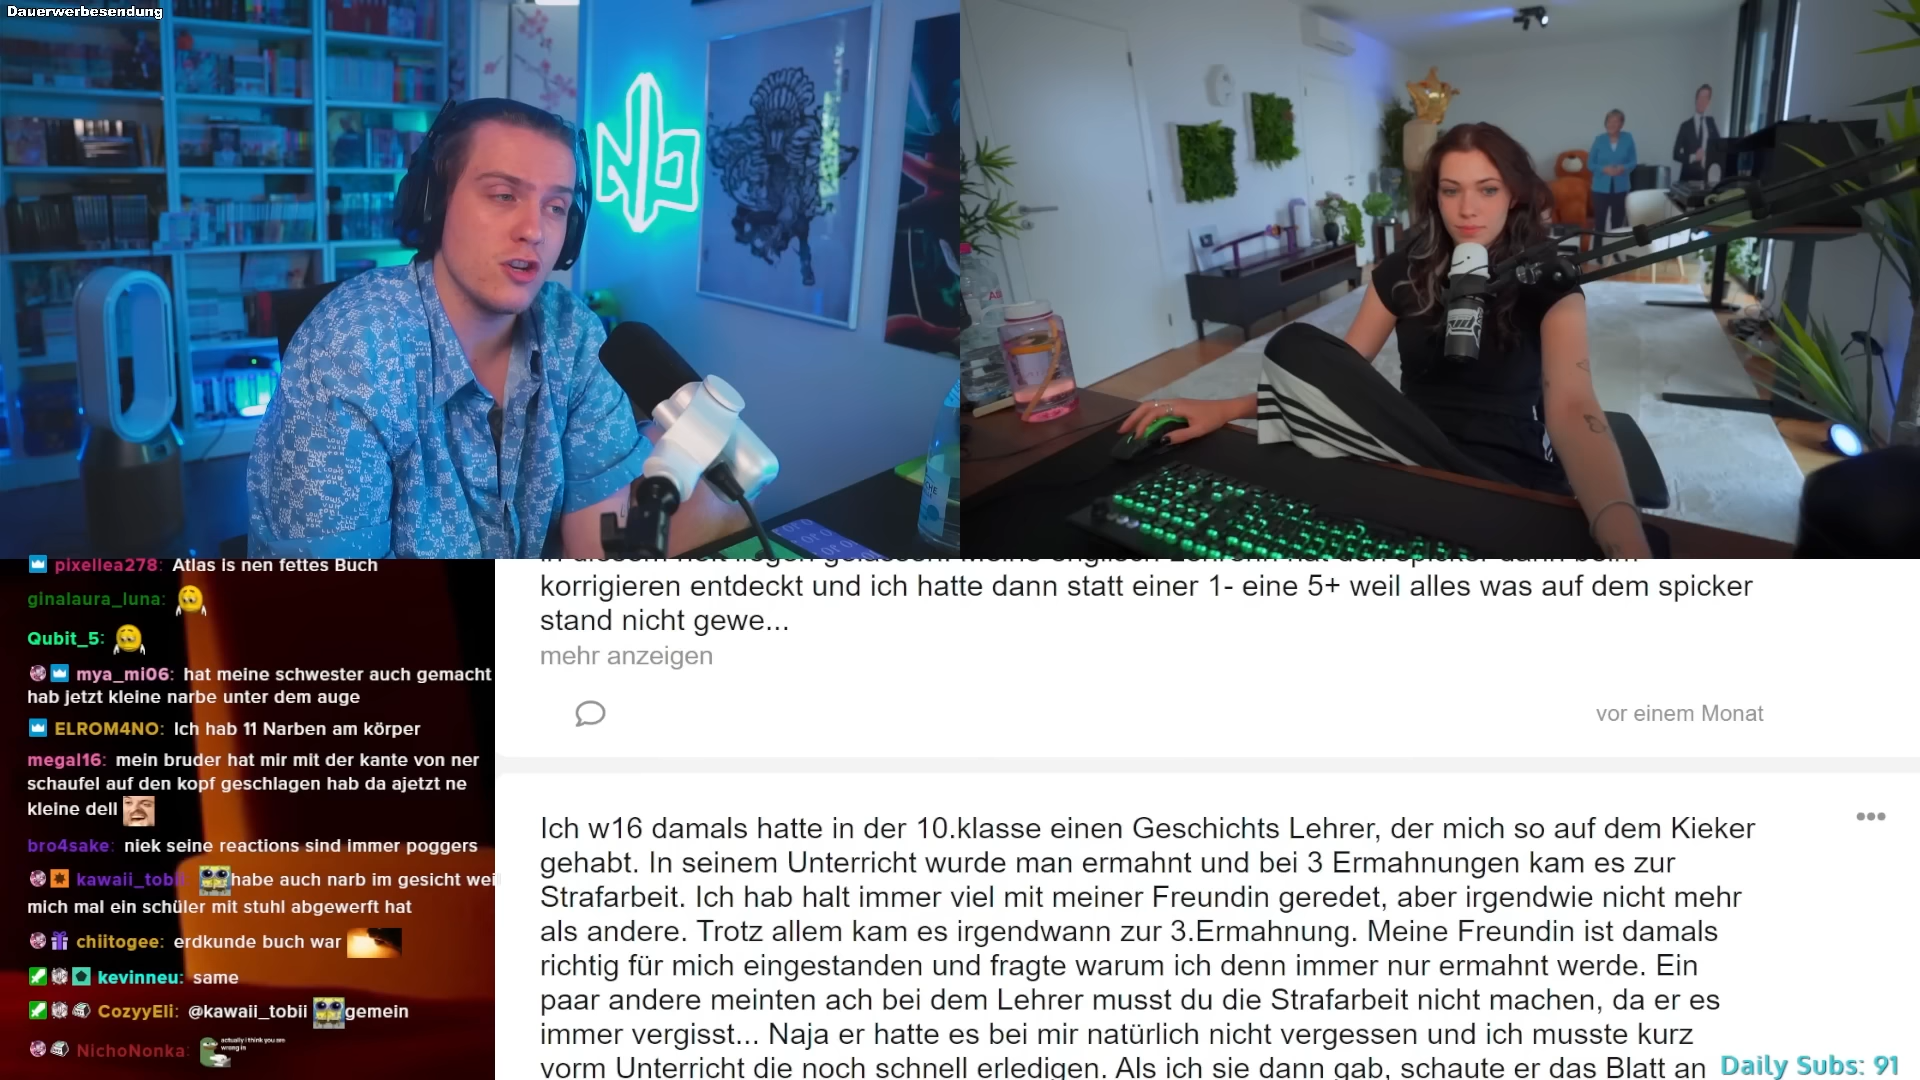 Dauerwerbesendung
pixellea278: Atlas is nen fettes Buch
ginalaura_luna:
Qubit_5:
mya_mi06: hat meine schwester auch gemacht
hab jetzt kleine narbe unter dem auge
ELROM4NO: Ich hab 11 Narben am körper
megal16: mein bruder hat mir mit der kante von ner
schaufel auf den kopf geschlagen hab da ajetzt ne
kleine dell
bro4sake: niek seine reactions sind immer poggers
kawaii_tobii: habe auch narb im gesicht weil
mich mal ein schüler mit stuhl abgewerft hat
chiitogee: erdkunde buch war
kevinneu: same
CozyyEli: @kawaii_tobii gemein
NichoNonka: actually i think you are
wrong in
korrigieren entdeckt und ich hatte dann statt einer 1- eine 5+ weil alles was auf dem spicker
stand nicht gewe...
mehr anzeigen
vor einem Monat
Ich w16 damals hatte in der 10.klasse einen Geschichts Lehrer, der mich so auf dem Kieker
gehabt. In seinem Unterricht wurde man ermahnt und bei 3 Ermahnungen kam es zur
Strafarbeit. Ich hab halt immer viel mit meiner Freundin geredet, aber irgendwie nicht mehr
als andere. Trotz allem kam es irgendwann zur 3.Ermahnung. Meine Freundin ist damals
richtig für mich eingestanden und fragte warum ich denn immer nur ermahnt werde. Ein
paar andere meinten ach bei dem Lehrer musst du die Strafarbeit nicht machen, da er es
immer vergisst... Naja er hatte es bei mir natürlich nicht vergessen und ich musste kurz
vorm Unterricht die noch schnell erledigen. Als ich sie dann gab, schaute er das Blatt an
Daily Subs: 91